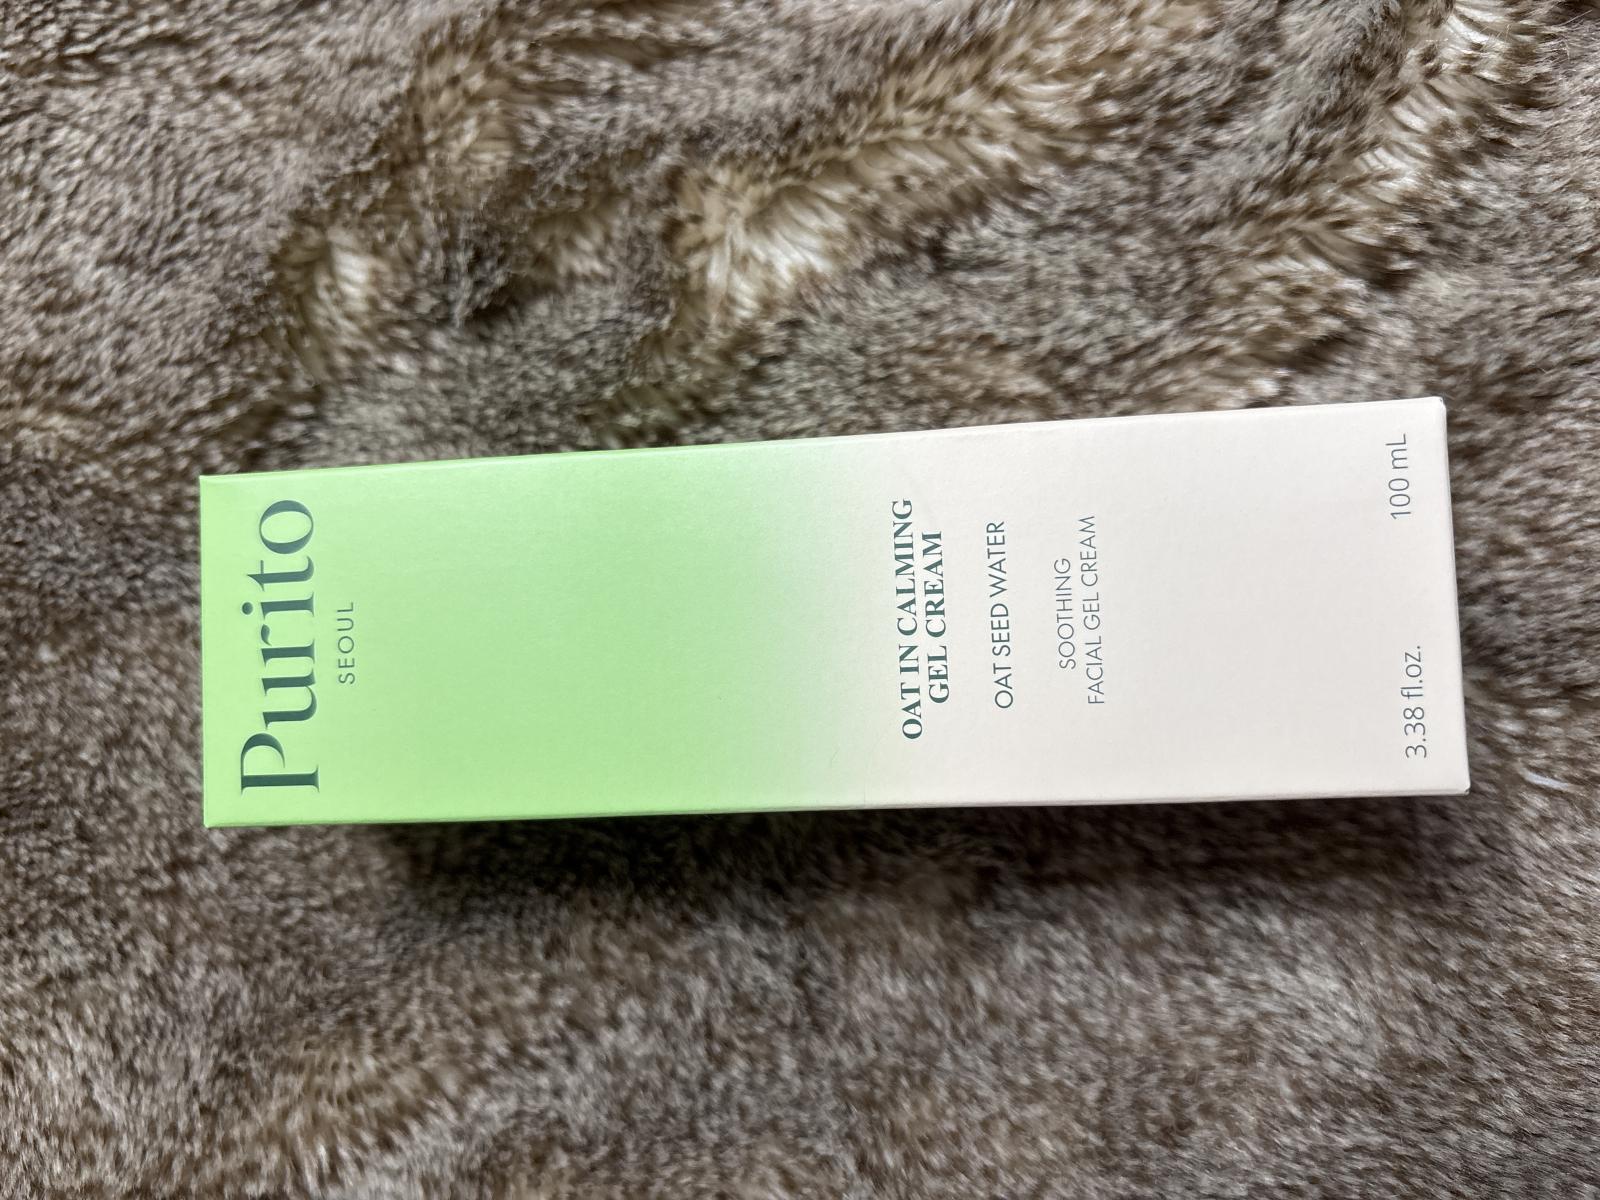 Purito
SEOUL
OAT IN CALMING
GEL CREAM
OAT SEED WATER
SOOTHING
FACIAL GEL CREAM
3.38 fl.oz. 100 mL